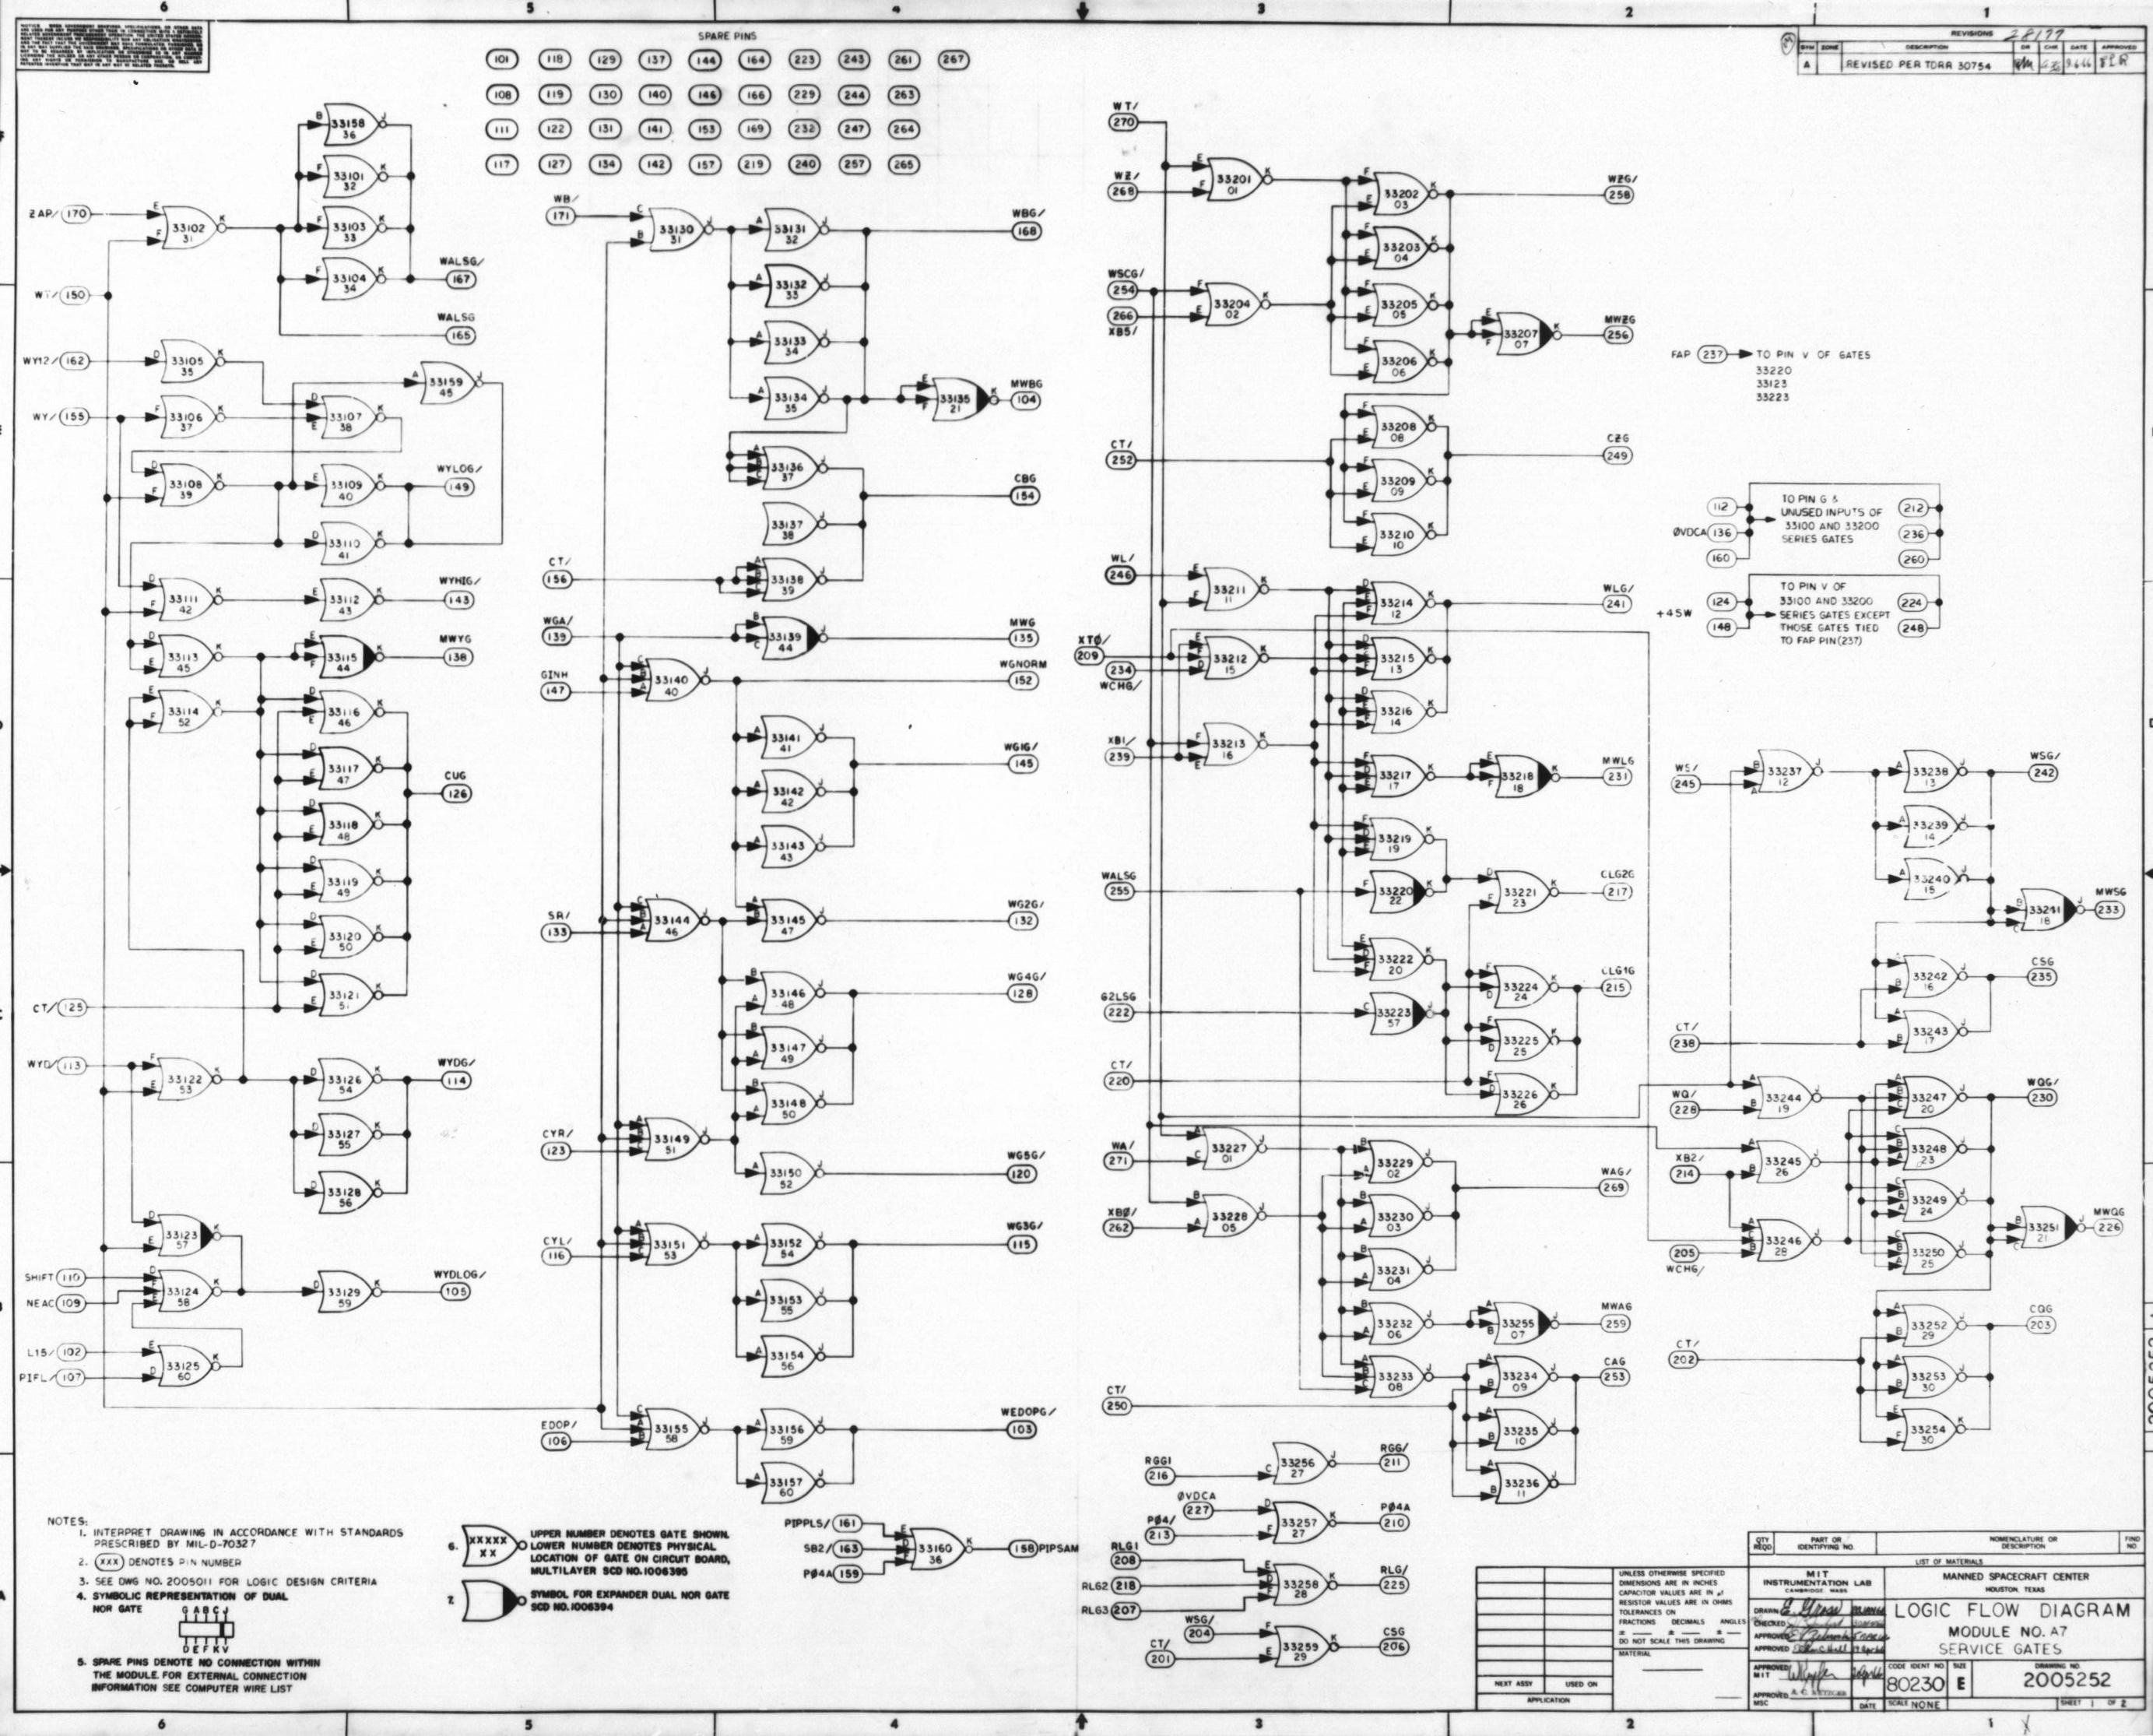 6 5 4 3 2 1
SPARE PINS
101 118 129 137 144 164 223 243 261 267
108 119 130 140 146 166 229 244 263
111 122 131 141 153 169 232 247 264
117 127 134 142 157 219 240 257 265
REVISIONS 28177
SYM ZONE DESCRIPTION DR CHK DATE APPROVED
A REVISED PER TDRR 30754
B 33158 J
36
F 33101 K
32
F 33103 K
33
F 33104 K
34
ZAP/ 170
E F 33102 K
31
WALSG/
167
WT/ 150
WALSG
165
WY12/ 162
D 33105 K
35
A 33159 J
45
WY/ 155
F 33106 K
37
D E 33107 K
38
D F 33108 K
39
E 33109 K
40
WYLOG/
149
D 33110 K
41
D F 33111 K
42
E 33112 K
43
WYHIG/
143
D E 33113 K
45
E F 33115 K
44
MWYG
138
E F 33114 K
52
D E 33116 K
46
D E 33117 K
47
CUG
126
D E 33118 K
48
D E 33119 K
49
D E 33120 K
50
D E 33121 K
51
CT/ 125
WYD/ 113
F E 33122 K
53
D 33126 K
54
WYDG/
114
D 33127 K
55
D 33128 K
56
D E 33123 K
57
SHIFT 110
NEAC 109
33124 K
58
D 33129 K
59
WYDLOG/
105
L15/ 102
PIFL/ 107
E D 33125 K
60
WB/
171
C B 33130 J
31
A 33131 J
32
WBG/
168
A 33132 J
33
A 33133 J
34
A 33134 J
35
E F 33135 K
21
MWBG
104
A B C 33136 J
37
CBG
154
33137 J
38
CT/
156
A B C 33138 J
39
WGA/
139
B C 33139 J
44
MWG
135
GINH
147
C B A 33140 J
40
WGNORM
152
A 33141 J
41
WG1G/
145
A 33142 J
42
A 33143 J
43
SR/
133
C B A 33144 J
46
A B 33145 J
47
WG2G/
132
B A 33146 J
48
WG4G/
128
B A 33147 J
49
B A 33148 J
50
CYR/
123
33149 J
51
A 33150 J
52
WG5G/
120
CYL/
116
33151 J
53
A 33152 J
54
WG3G/
115
A 33153 J
55
A 33154 J
56
EDOP/
106
C A B 33155 J
58
A 33156 J
59
WEDOPG/
103
A 33157 J
60
PIPPLS/ 161
SB2/ 163
PØ4A 159
33160 K
36
158 PIPSAM
WT/
270
WZ/
268
E F 33201 K
01
F E 33202 K
03
WZG/
258
F E 33203 K
04
WSCG/
254
266
XB5/
F E 33204 K
02
F E 33205 K
05
F E 33206 K
06
E F 33207 K
07
MWZG
256
F E 33208 K
08
CT/
252
CZG
249
F E 33209 K
09
F E 33210 K
10
WL/
246
E F 33211 K
11
33214 K
12
WLG/
241
XTØ/
209
234
WCHG/
33212 K
15
33215 K
13
33216 K
14
XB1/
239
F E 33213 K
16
33217 K
17
E F 33218 K
18
MWLG
231
33219 K
19
WALSG
255
F 33220 K
22
D F 33221 K
23
CLG2G
217
33222 K
20
F D 33224 K
24
CLG1G
215
G2LSG
222
C 33223 J
57
F D 33225 K
25
CT/
220
F D 33226 K
26
WA/
271
A C 33227 J
01
B A 33229 J
02
WAG/
269
XBØ/
262
B A 33228 J
05
B A 33230 J
03
B A 33231 J
04
B A 33232 J
06
A B 33255 J
07
MWAG
259
A B C 33233 J
08
A B 33234 J
09
CAG
253
CT/
250
A B 33235 J
10
A B 33236 J
11
RGG1
216
C 33256 J
27
RGG/
211
ØVDCA
227
PØ4/
213
D F 33257 K
27
PØ4A
210
RLG1
208
RLG2 218
RLG3 207
33258 K
28
RLG/
225
WSG/
204
CT/
201
F E 33259 K
29
CSG
206
FAP 237 TO PIN V OF GATES
33220
33123
33223
112
ØVDCA 136
160
TO PIN G &
UNUSED INPUTS OF
33100 AND 33200
SERIES GATES
212
236
260
+4SW
124
148
TO PIN V OF
33100 AND 33200
SERIES GATES EXCEPT
THOSE GATES TIED
TO FAP PIN(237)
224
248
WS/
245
B A 33237 J
12
A 33238 J
13
WSG/
242
A 33239 J
14
A 33240 J
15
B C 33241 J
18
MWSG
233
A B 33242 J
16
CSG
235
CT/
238
A B 33243 J
17
WQ/
228
A B 33244 J
19
A B C 33247 J
20
WQG/
230
XB2/
214
A B 33245 J
26
C B A 33248 J
23
C B A 33249 J
24
205
WCHG/
33246 J
28
C B A 33250 J
25
B C 33251 J
21
MWQG
226
A B 33252 J
29
CQG
203
CT/
202
A B 33253 J
30
E F 33254 K
30
NOTES:
1. INTERPRET DRAWING IN ACCORDANCE WITH STANDARDS
PRESCRIBED BY MIL-D-70327
2. (XXX) DENOTES PIN NUMBER
3. SEE DWG NO. 2005011 FOR LOGIC DESIGN CRITERIA
4. SYMBOLIC REPRESENTATION OF DUAL
NOR GATE
G A B C J
D E F K V
5. SPARE PINS DENOTE NO CONNECTION WITHIN
THE MODULE. FOR EXTERNAL CONNECTION
INFORMATION SEE COMPUTER WIRE LIST
6. XXXXX
XX
UPPER NUMBER DENOTES GATE SHOWN.
LOWER NUMBER DENOTES PHYSICAL
LOCATION OF GATE ON CIRCUIT BOARD,
MULTILAYER SCD NO. 1006395
7. SYMBOL FOR EXPANDER DUAL NOR GATE
SCD NO. 1006394
QTY REQD PART OR IDENTIFYING NO. NOMENCLATURE OR DESCRIPTION FIND NO.
LIST OF MATERIALS
UNLESS OTHERWISE SPECIFIED
DIMENSIONS ARE IN INCHES
CAPACITOR VALUES ARE IN
RESISTOR VALUES ARE IN OHMS
TOLERANCES ON
FRACTIONS DECIMALS ANGLES
DO NOT SCALE THIS DRAWING
MATERIAL
MIT
INSTRUMENTATION LAB
CAMBRIDGE MASS
MANNED SPACECRAFT CENTER
HOUSTON, TEXAS
DRAWN
CHECKED
APPROVED
APPROVED
APPROVED MIT
APPROVED MSC
DATE
LOGIC FLOW DIAGRAM
MODULE NO. A7
SERVICE GATES
CODE IDENT NO. 80230
SIZE E
DRAWING NO. 2005252
SCALE NONE
SHEET 1 OF 2
NEXT ASSY USED ON
APPLICATION
6 5 4 3 2 1